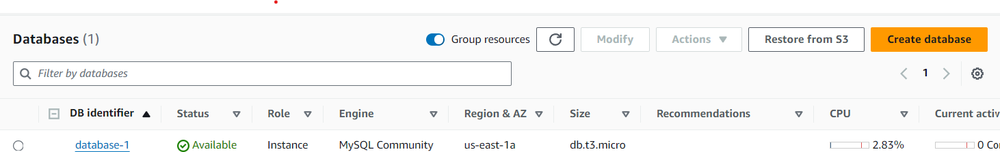 Databases (1)
Group resources
Modify
Actions
Restore from S3
Create database
Filter by databases
1
DB identifier Status Role Engine Region & AZ Size Recommendations CPU Current activ
database-1 Available Instance MySQL Community us-east-1a db.t3.micro 2.83% 0 Co